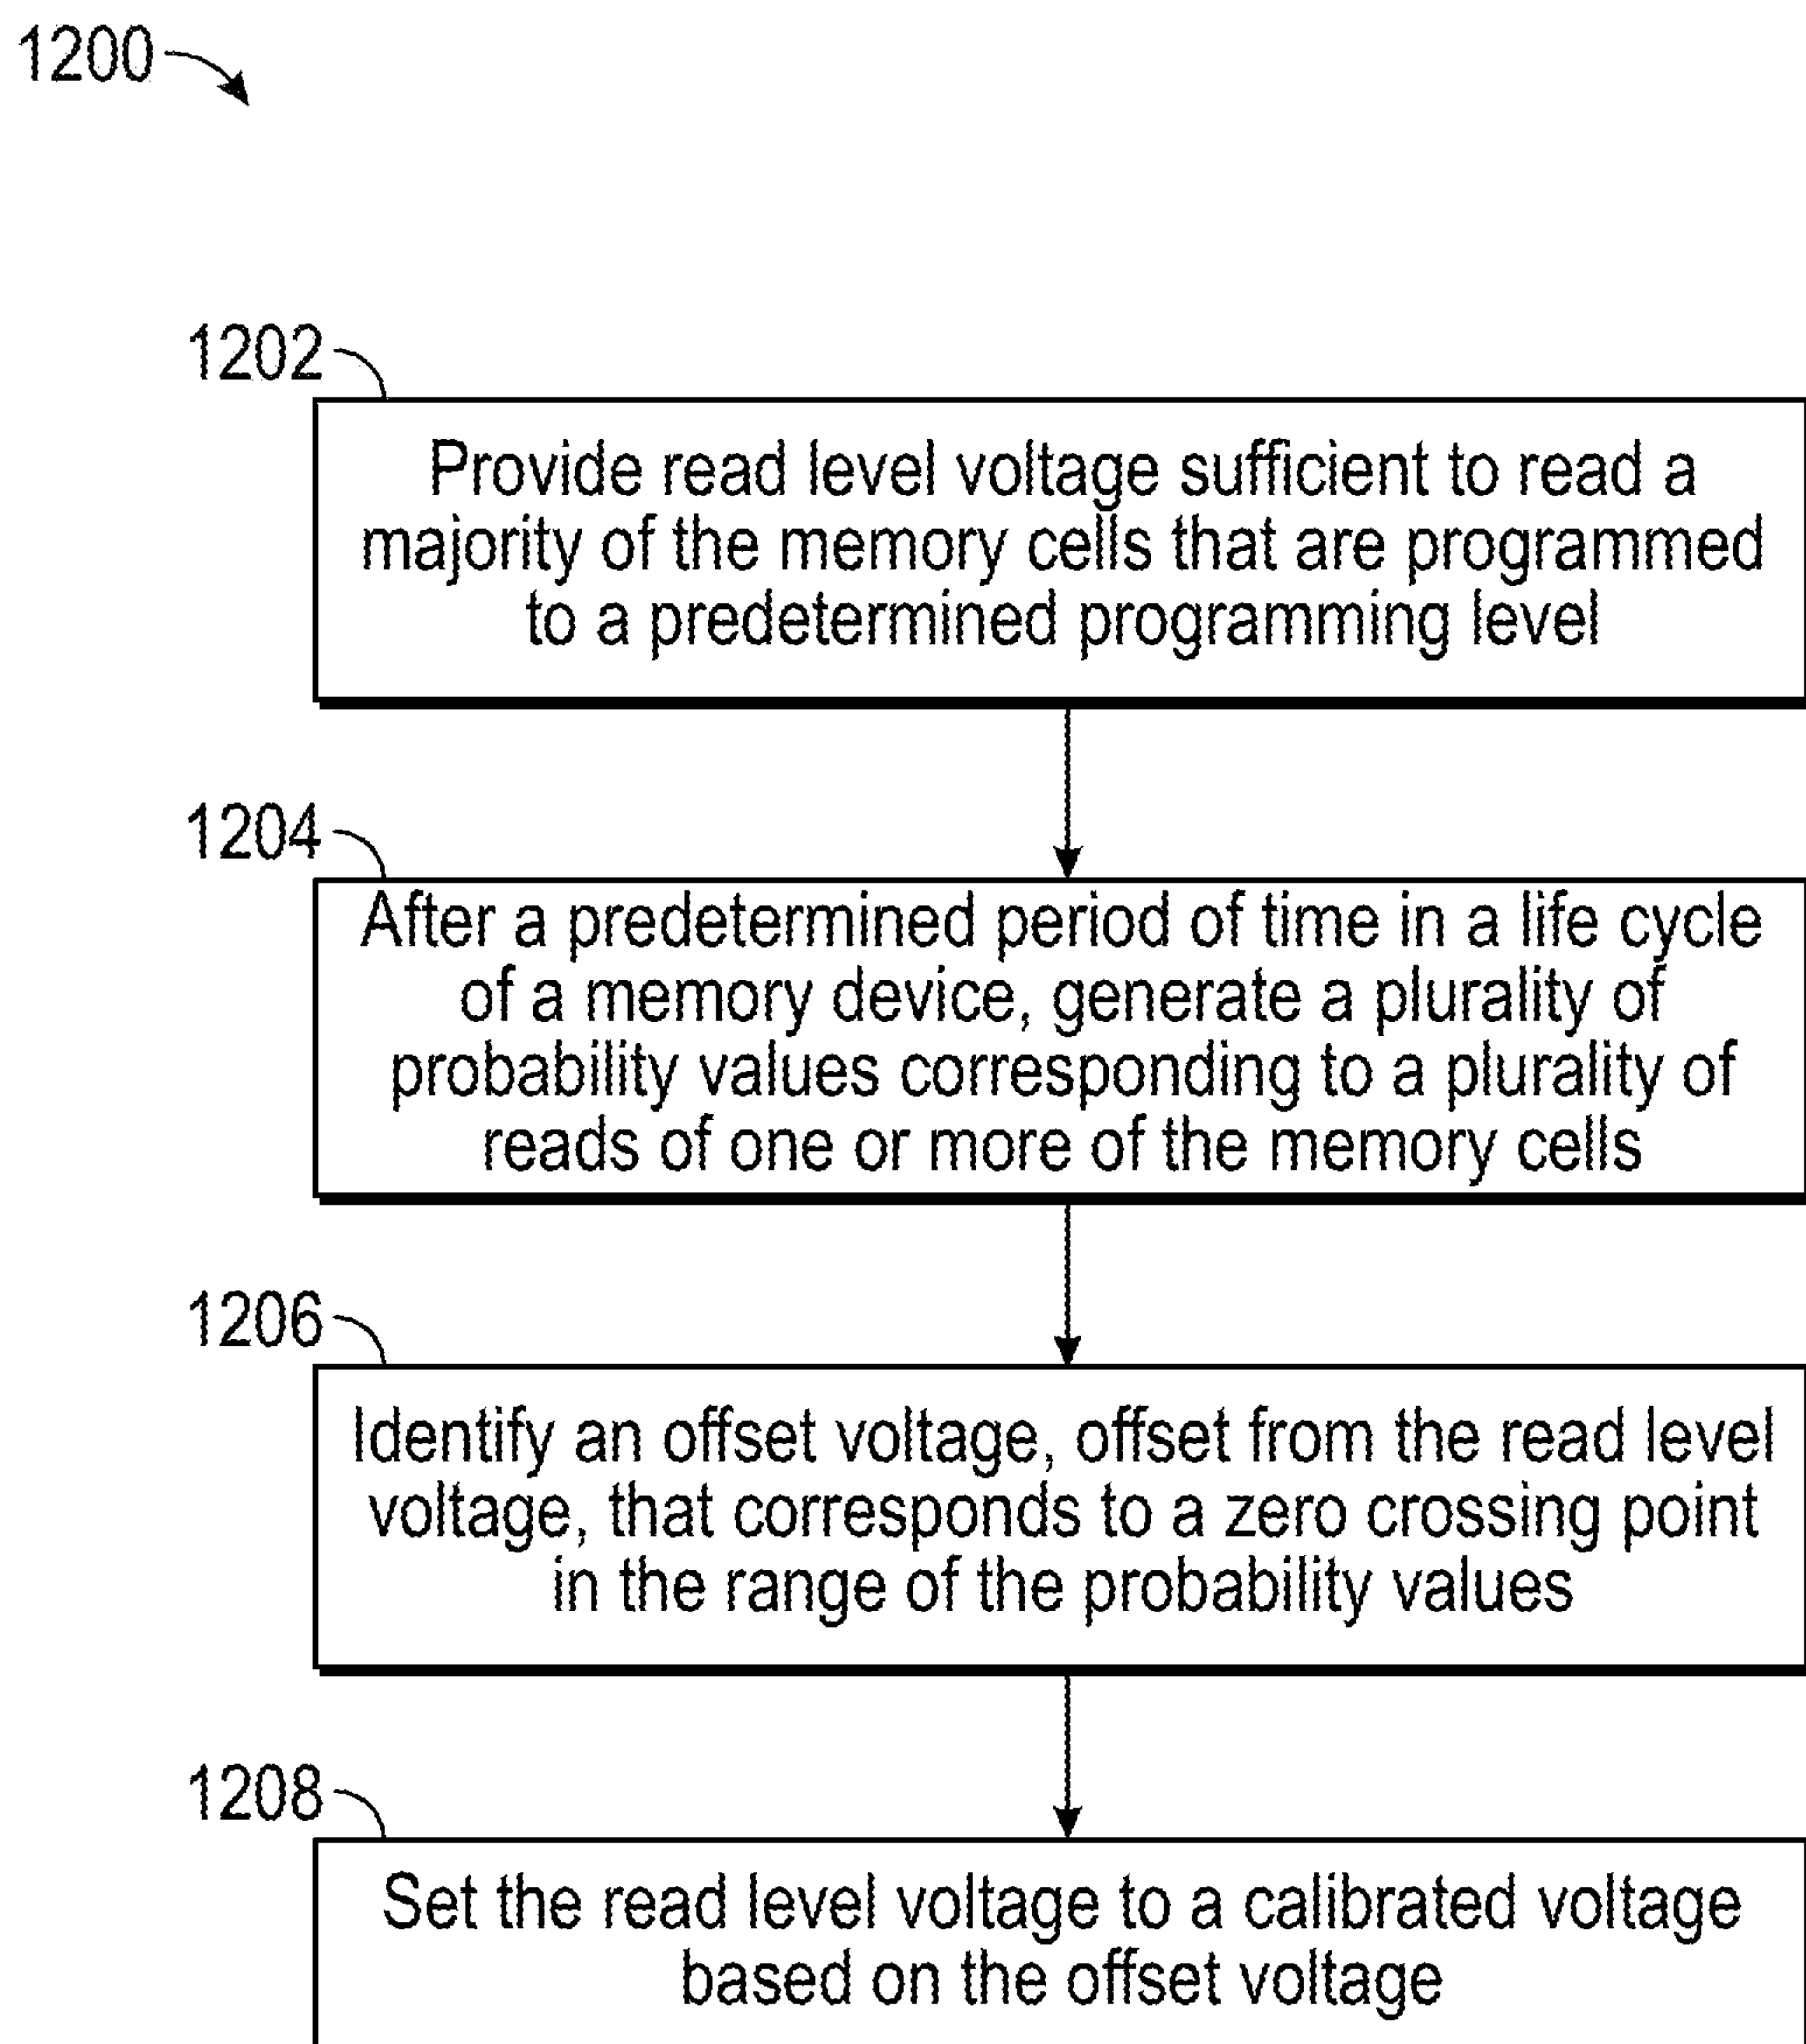 1200
1202
Provide read level voltage sufficient to read a
majority of the memory cells that are programmed
to a predetermined programming level
1204
After a predetermined period of time in a life cycle
of a memory device, generate a plurality of
probability values corresponding to a plurality of
reads of one or more of the memory cells
1206
Identify an offset voltage, offset from the read level
voltage, that corresponds to a zero crossing point
in the range of the probability values
1208
Set the read level voltage to a calibrated voltage
based on the offset voltage